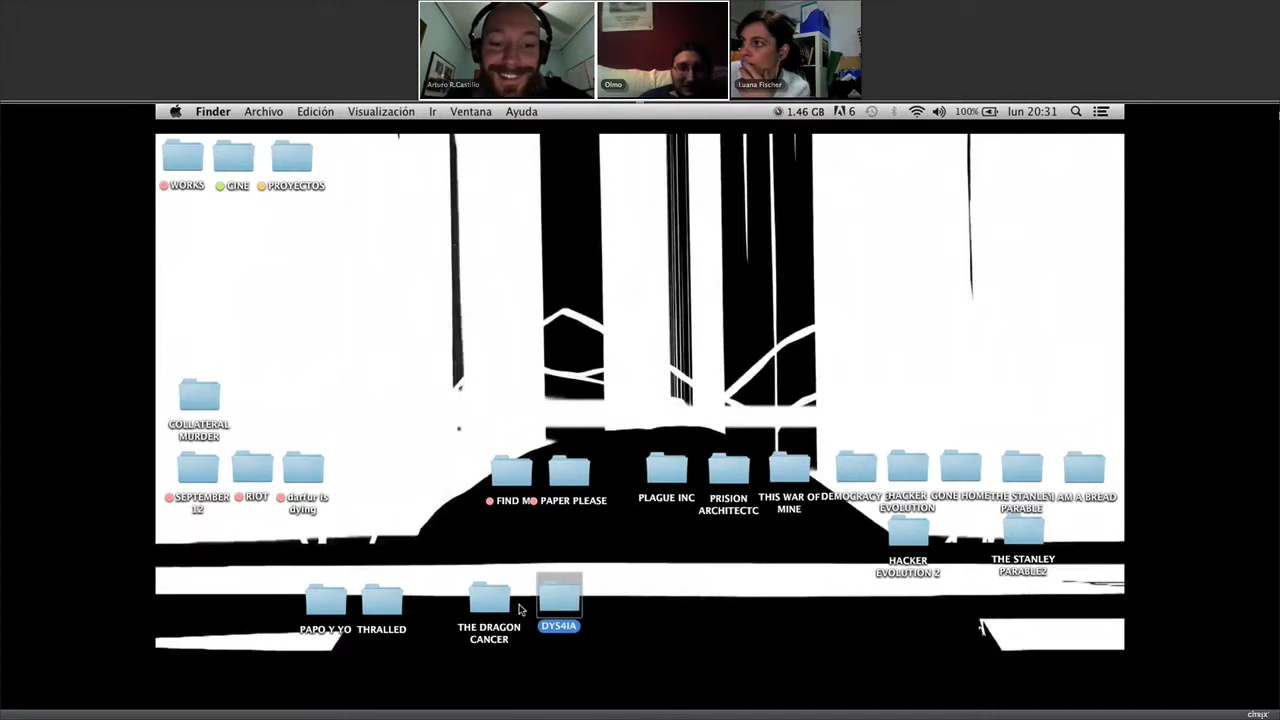 Arturo R.Castillo
Olmo
Luana Fischer
Finder Archivo Edición Visualización Ir Ventana Ayuda 1.46 GB 6 100% lun 20:31
WORKS CINE PROYECTOS
COLLATERAL
MURDER
SEPTEMBER
12
RIOT
darfur is
dying
FIND M
PAPER PLEASE
PLAGUE INC
PRISION
ARCHITECTC
THIS WAR OF
MINE
DEMOCRACY
HACKER
EVOLUTION
GONE HOME
THE STANLEY
PARABLE
I AM A BREAD
HACKER
EVOLUTION 2
THE STANLEY
PARABLE2
PAPO Y YO
THRALLED
THE DRAGON
CANCER
DYS4IA
CITRIX